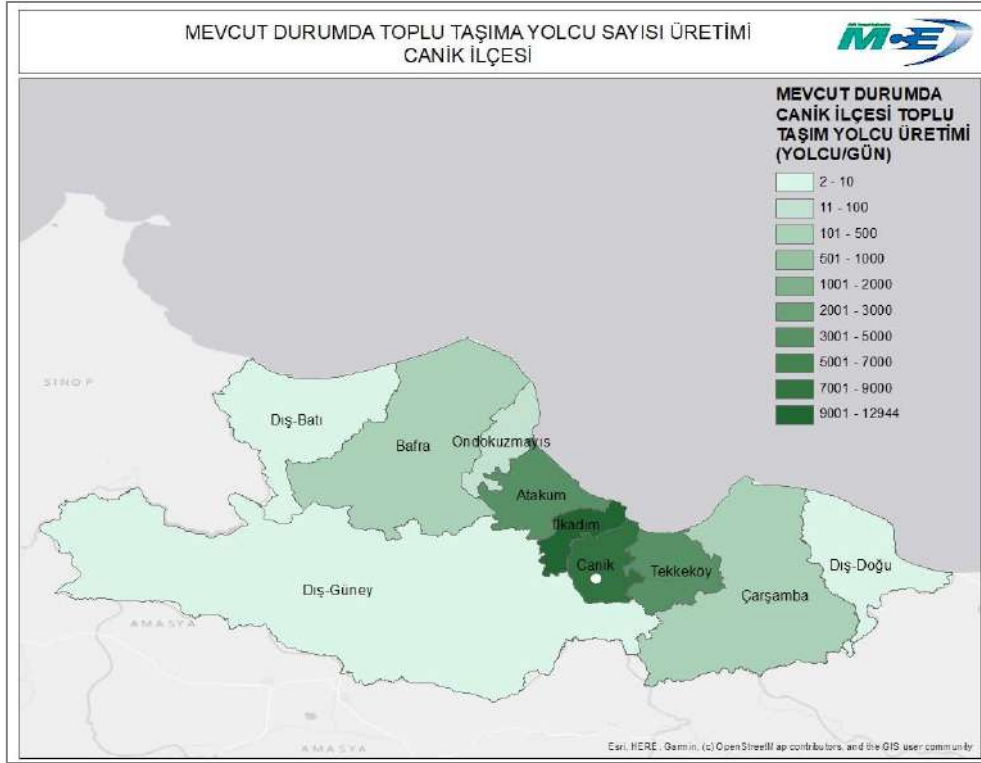 MEVCUT DURUMDA TOPLU TAŞIMA YOLCU SAYISI ÜRETİMİ
CANİK İLÇESİ
MEVCUT DURUMDA
CANİK İLÇESİ TOPLU
TAŞIM YOLCU ÜRETİMİ
(YOLCU/GÜN)
2 - 10
11 - 100
101 - 500
501 - 1000
1001 - 2000
2001 - 3000
3001 - 5000
5001 - 7000
7001 - 9000
9001 - 12944
SINOP
Dış-Batı
Bafra
Ondokuzmayıs
Atakum
İlkadım
Canik
Tekkeköy
Dış-Doğu
Çarşamba
Dış-Güney
AMASYA
AMASYA
Esri, HERE, Garmin, (c) OpenStreetMap contributors, and the GIS user community